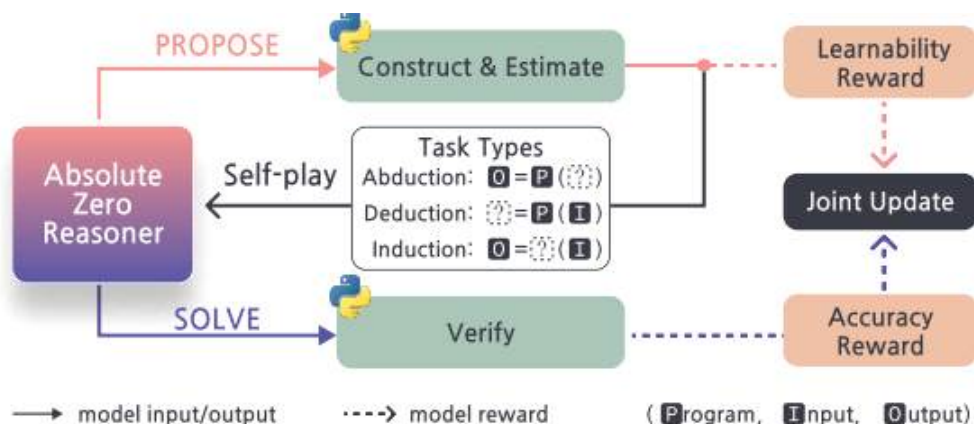 PROPOSE
Construct & Estimate
Learnability
Reward
Absolute
Zero
Reasoner
Self-play
Task Types
Abduction: O=P(?)
Deduction: ?=P(I)
Induction: O=?(I)
Joint Update
SOLVE
Verify
Accuracy
Reward
model input/output
model reward
(Program, Input, Output)